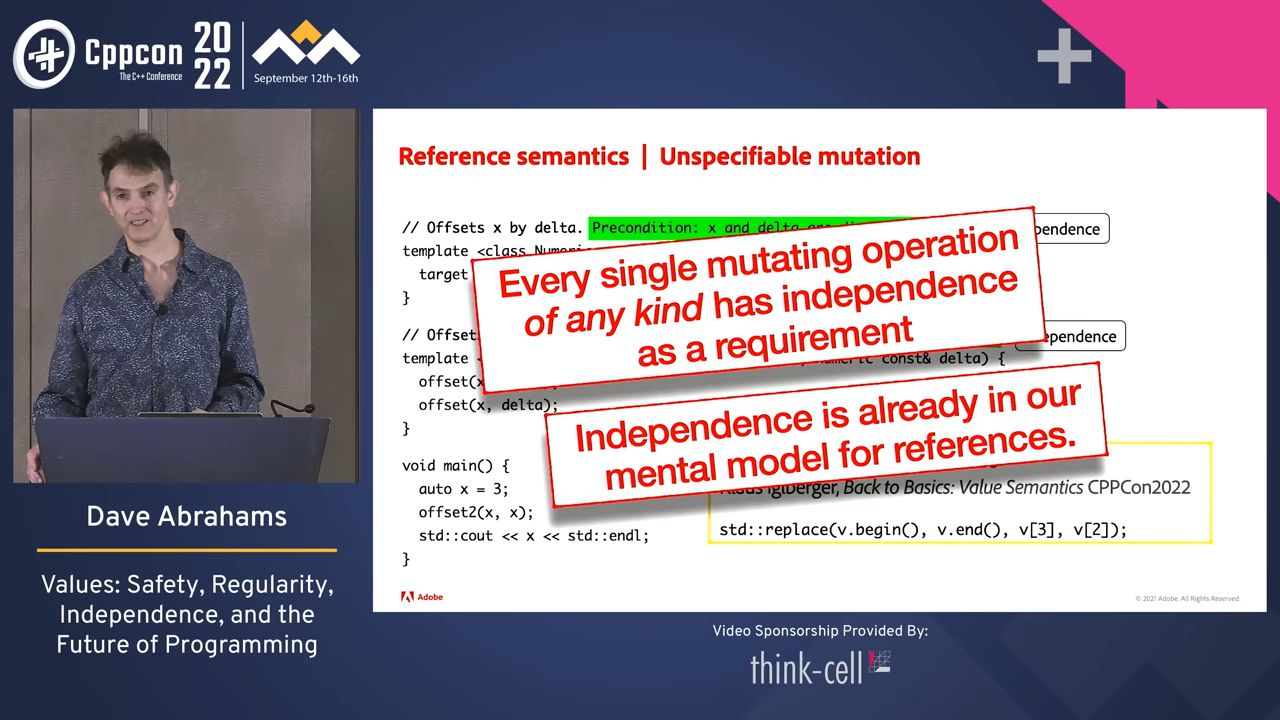 Cppcon
The C++ Conference
20
22
September 12th-16th
Reference semantics | Unspecifiable mutation
// Offsets x by delta. Precondition: x and delta are
template <class Numeric
target
}
// Offset
template
offset(x
offset(x, delta);
}
void main() {
auto x = 3;
offset2(x, x);
std::cout << x << std::endl;
}
const& delta) {
Every single mutating operation
of any kind has independence
as a requirement
Independence is already in our
mental model for references.
Iglberger, Back to Basics: Value Semantics CPPCon2022
std::replace(v.begin(), v.end(), v[3], v[2]);
Adobe
© 2021 Adobe. All Rights Reserved.
Dave Abrahams
Values: Safety, Regularity,
Independence, and the
Future of Programming
Video Sponsorship Provided By:
think-cell